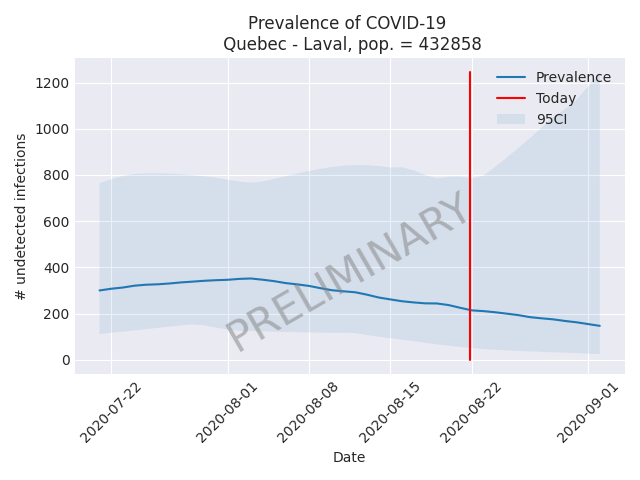 Prevalence of COVID-19
Quebec - Laval, pop. = 432858
# undetected infections
1200
1000
800
600
400
200
0
Prevalence
Today
95CI
PRELIMINARY
2020-07-22
2020-08-01
2020-08-08
2020-08-15
2020-08-22
2020-09-01
Date